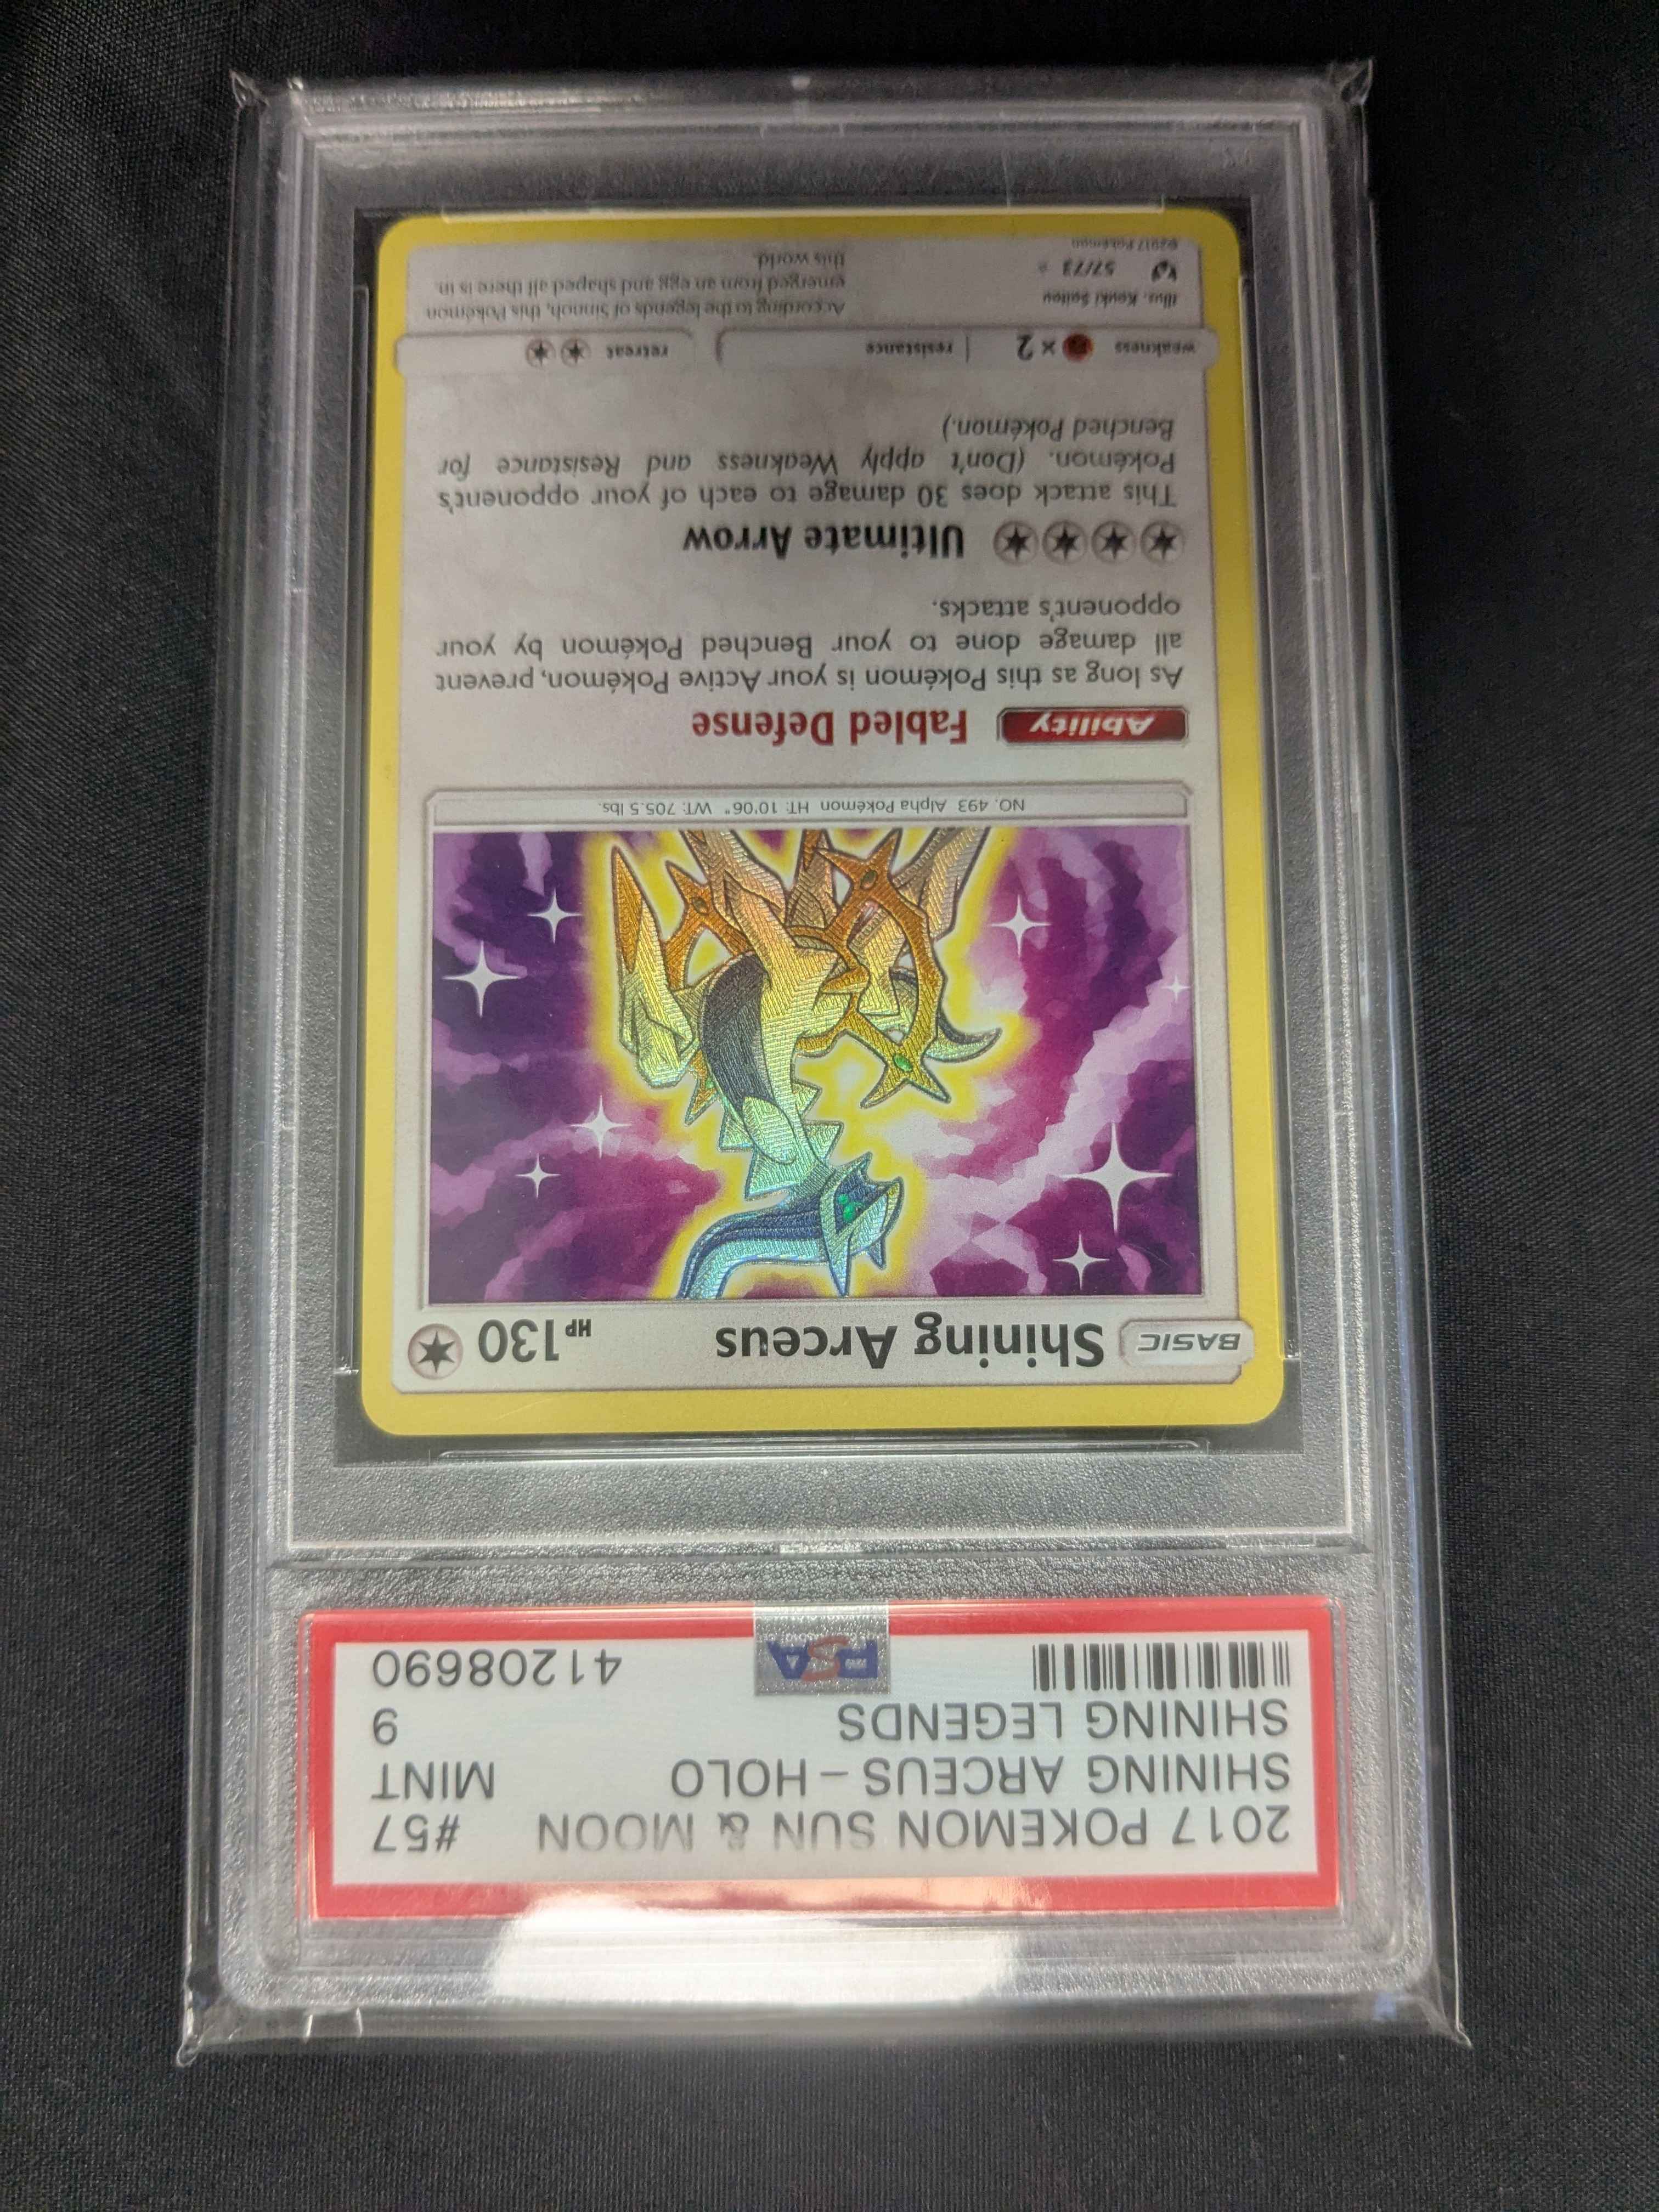 2017 POKEMON SUN & MOON #57
SHINING ARCEUS – HOLO MINT
SHINING LEGENDS 9
PSA 41208690
BASIC Shining Arceus HP 130
NO. 493 Alpha Pokémon HT: 10'06" WT: 705.5 lbs.
Ability Fabled Defense
As long as this Pokémon is your Active Pokémon, prevent
all damage done to your Benched Pokémon by your
opponent's attacks.
Ultimate Arrow
This attack does 30 damage to each of your opponent's
Pokémon. (Don't apply Weakness and Resistance for
Benched Pokémon.)
weakness ×2 resistance retreat
Illus. Kouki Saitou
57/73
©2017 Pokémon
According to the legends of Sinnoh, this Pokémon
emerged from an egg and shaped all there is in
this world.